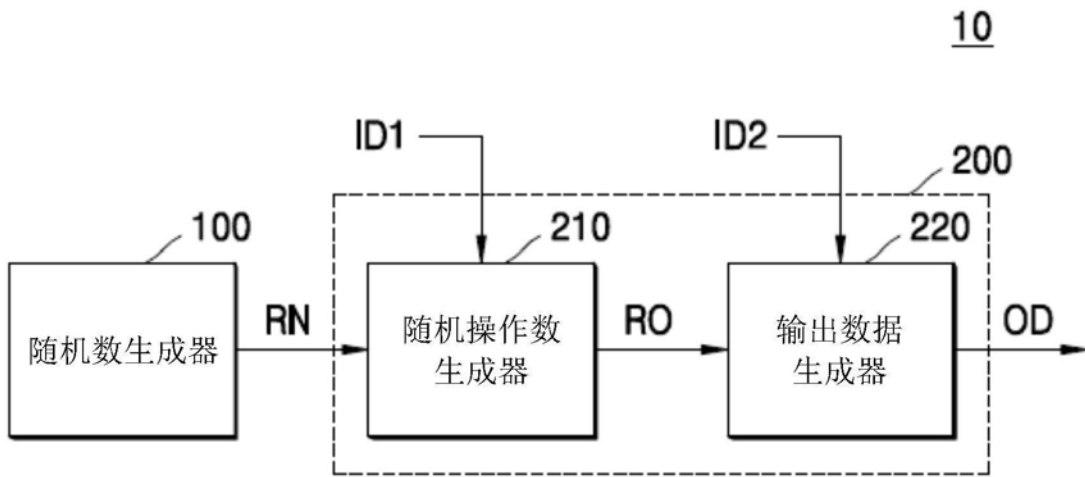 10
ID1
ID2
200
100
210
220
随机数生成器
RN
随机操作数
生成器
RO
输出数据
生成器
OD